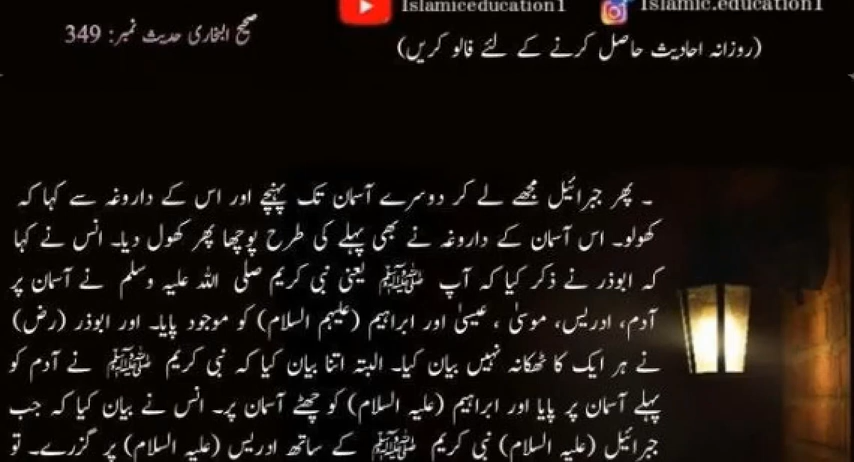 Islamiceducation1
Islamic.education1
صحیح البخاری حدیث نمبر: 349
(روزانہ احادیث حاصل کرنے کے لئے فالو کریں)
۔ پھر جبرائیل مجھے لے کر دوسرے آسمان تک پہنچے اور اس کے داروغہ سے کہا کہ
کھولو۔ اس آسمان کے داروغہ نے بھی پہلے کی طرح پوچھا پھر کھول دیا۔ انس نے کہا
کہ ابوذر نے ذکر کیا کہ آپ ﷺ یعنی نبی کریم صلی اللہ علیہ وسلم نے آسمان پر
آدم، ادریس، موسیٰ ، عیسیٰ اور ابراہیم (علیہم السلام) کو موجود پایا۔ اور ابوذر (رض)
نے ہر ایک کا ٹھکانہ نہیں بیان کیا۔ البتہ اتنا بیان کیا کہ نبی کریم ﷺ نے آدم کو
پہلے آسمان پر پایا اور ابراہیم (علیہ السلام) کو چھٹے آسمان پر۔ انس نے بیان کیا کہ جب
جبرائیل (علیہ السلام) نبی کریم ﷺ کے ساتھ ادریس (علیہ السلام) پر گزرے۔ تو